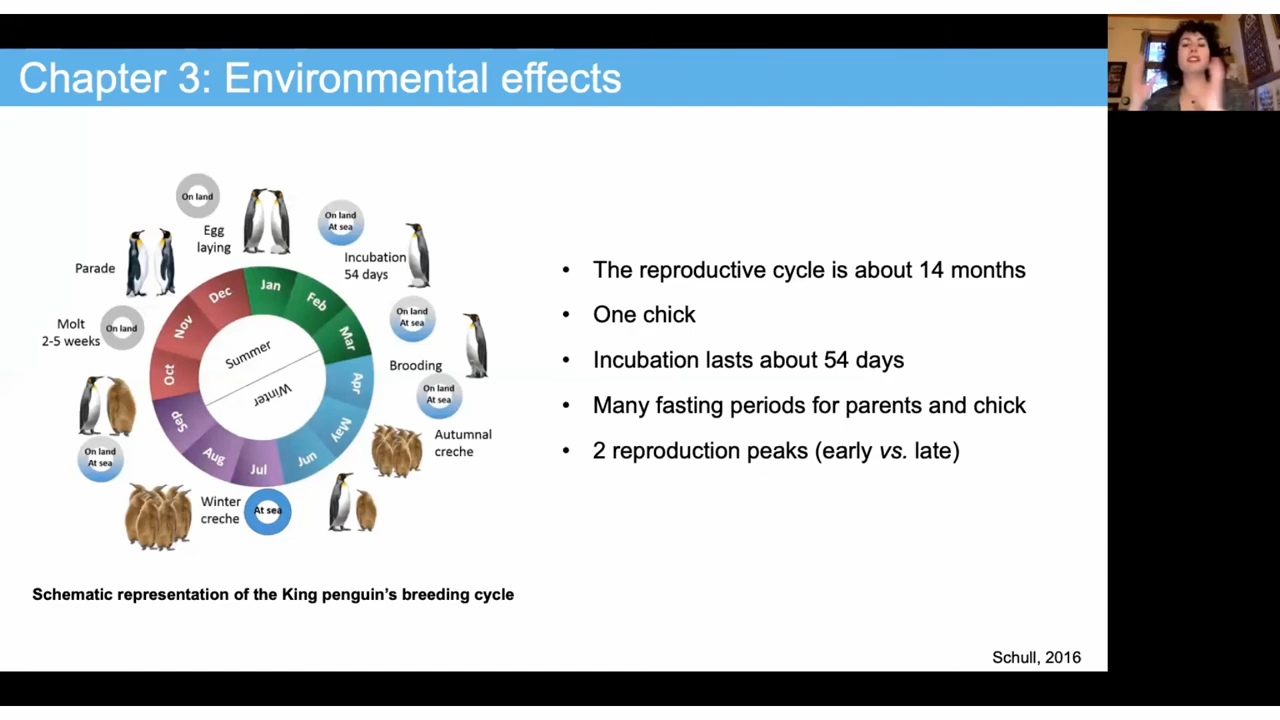 Chapter 3: Environmental effects
On land
Egg
laying
On land
At sea
Incubation
54 days
Parade
Molt
2-5 weeks
On land
On land
At sea
Brooding
On land
At sea
Autumnal
creche
On land
At sea
Winter
creche
At sea
Jan
Feb
Mar
Apr
May
Jun
Jul
Aug
Sep
Oct
Nov
Dec
Summer
Winter
Schematic representation of the King penguin's breeding cycle
• The reproductive cycle is about 14 months
• One chick
• Incubation lasts about 54 days
• Many fasting periods for parents and chick
• 2 reproduction peaks (early vs. late)
Schull, 2016